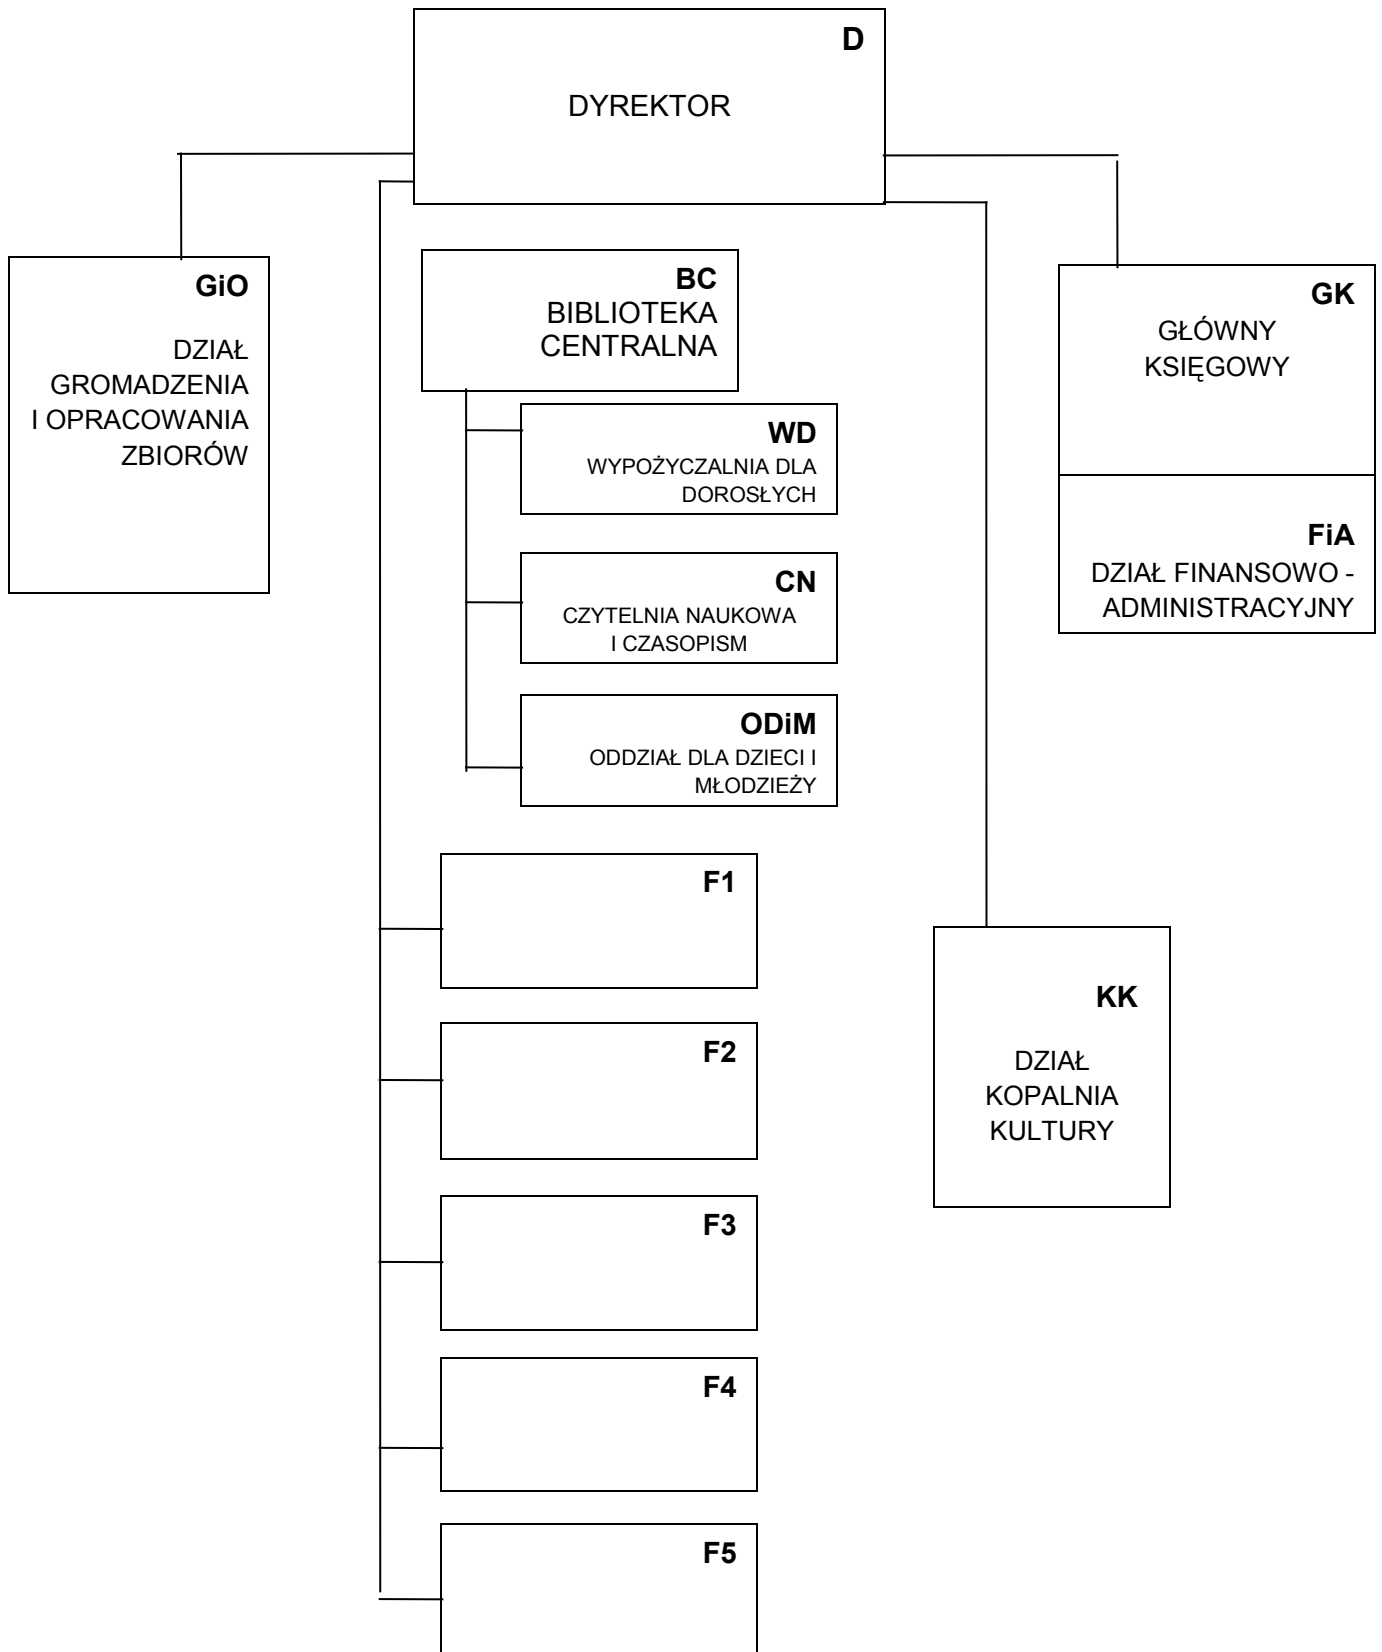 D
DYREKTOR
GiO
DZIAŁ
GROMADZENIA
I OPRACOWANIA
ZBIORÓW
BC
BIBLIOTEKA
CENTRALNA
WD
WYPOŻYCZALNIA DLA
DOROSŁYCH
CN
CZYTELNIA NAUKOWA
I CZASOPISM
ODiM
ODDZIAŁ DLA DZIECI I
MŁODZIEŻY
GK
GŁÓWNY
KSIĘGOWY
FiA
DZIAŁ FINANSOWO -
ADMINISTRACYJNY
F1
F2
F3
F4
F5
KK
DZIAŁ
KOPALNIA
KULTURY